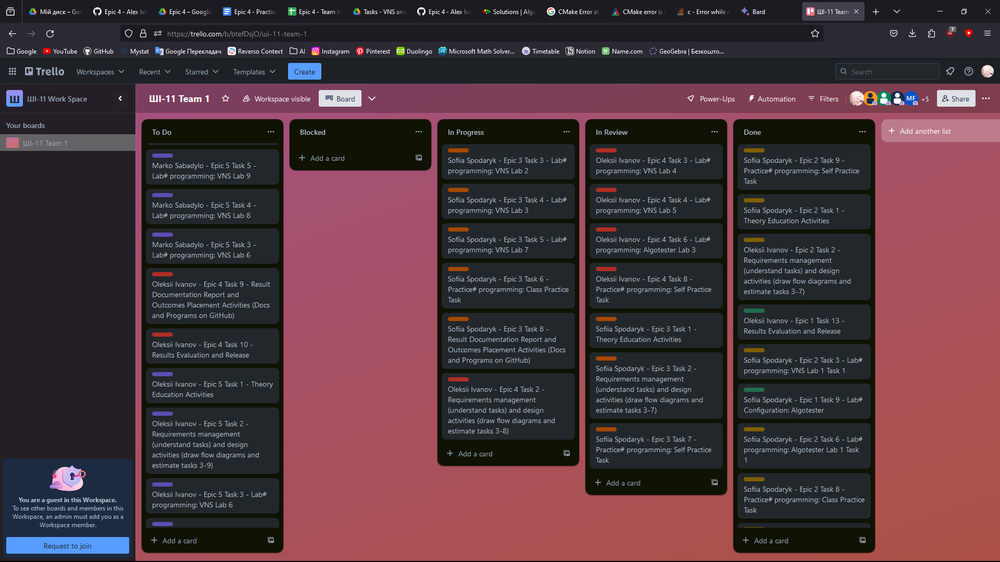 Мій диск – Goo
Epic 4 - Alex Iva
Epic 4 – Google
Epic 4 - Practice
Epic 4 - Team In
Tasks - VNS and
Epic 4 - Alex Iva
Solutions | Algo
CMake Error at
CMake error is
c - Error while c
Bard
ШІ-11 Team
https://trello.com/b/btefDsjO/ші-11-team-1
7
Google
YouTube
GitHub
Mystat
Google Перекладач
Reverso Context
AI
Instagram
Pinterest
Duolingo
Microsoft Math Solver...
Timetable
Notion
Name.com
GeoGebra | Безкошто...
Trello
Workspaces
Recent
Starred
Templates
Create
Search
Ш
ШІ-11 Work Space
ШІ-11 Team 1
Workspace visible
Board
Power-Ups
Automation
Filters
MF
+5
Share
Your boards
ШІ-11 Team 1
You are a guest in this Workspace.
To see other boards and members in this
Workspace, an admin must add you as a
Workspace member.
Request to join
To Do
Marko Sabadylo - Epic 5 Task 5 -
Lab# programming: VNS Lab 9
Marko Sabadylo - Epic 5 Task 4 -
Lab# programming: VNS Lab 8
Marko Sabadylo - Epic 5 Task 3 -
Lab# programming: VNS Lab 6
Oleksii Ivanov - Epic 4 Task 9 - Result
Documentation Report and
Outcomes Placement Activities (Docs
and Programs on GitHub)
Oleksii Ivanov - Epic 4 Task 10 -
Results Evaluation and Release
Oleksii Ivanov - Epic 5 Task 1 - Theory
Education Activities
Oleksii Ivanov - Epic 5 Task 2 -
Requirements management
(understand tasks) and design
activities (draw flow diagrams and
estimate tasks 3-9)
Oleksii Ivanov - Epic 5 Task 3 - Lab#
programming: VNS Lab 6
Add a card
Blocked
Add a card
In Progress
Sofiia Spodaryk - Epic 3 Task 3 - Lab#
programming: VNS Lab 2
Sofiia Spodaryk - Epic 3 Task 4 - Lab#
programming: VNS Lab 3
Sofiia Spodaryk - Epic 3 Task 5 - Lab#
programming: VNS Lab 7
Sofiia Spodaryk - Epic 3 Task 6 -
Practice# programming: Class Practice
Task
Sofiia Spodaryk - Epic 3 Task 8 -
Result Documentation Report and
Outcomes Placement Activities (Docs
and Programs on GitHub)
Oleksii Ivanov - Epic 4 Task 2 -
Requirements management
(understand tasks) and design
activities (draw flow diagrams and
estimate tasks 3-8)
Add a card
In Review
Oleksii Ivanov - Epic 4 Task 3 - Lab#
programming: VNS Lab 4
Oleksii Ivanov - Epic 4 Task 4 - Lab#
programming: VNS Lab 5
Oleksii Ivanov - Epic 4 Task 6 - Lab#
programming: Algotester Lab 3
Oleksii Ivanov - Epic 4 Task 8 -
Practice# programming: Self Practice
Task
Sofiia Spodaryk - Epic 3 Task 1 -
Theory Education Activities
Sofiia Spodaryk - Epic 3 Task 2 -
Requirements management
(understand tasks) and design
activities (draw flow diagrams and
estimate tasks 3-7)
Sofiia Spodaryk - Epic 3 Task 7 -
Practice# programming: Self Practice
Task
Add a card
Done
Sofiia Spodaryk - Epic 2 Task 9 -
Practice# programming: Self Practice
Task
Sofiia Spodaryk - Epic 2 Task 1 -
Theory Education Activities
Oleksii Ivanov - Epic 2 Task 2 -
Requirements management
(understand tasks) and design
activities (draw flow diagrams and
estimate tasks 3-7)
Oleksii Ivanov - Epic 1 Task 13 -
Results Evaluation and Release
Sofiia Spodaryk - Epic 2 Task 3 - Lab#
programming: VNS Lab 1 Task 1
Sofiia Spodaryk - Epic 1 Task 9 - Lab#
Configuration: Algotester
Sofiia Spodaryk - Epic 2 Task 6 - Lab#
programming: Algotester Lab 1 Task
1
Sofiia Spodaryk - Epic 2 Task 8 -
Practice# programming: Class Practice
Task
Add a card
Add another list